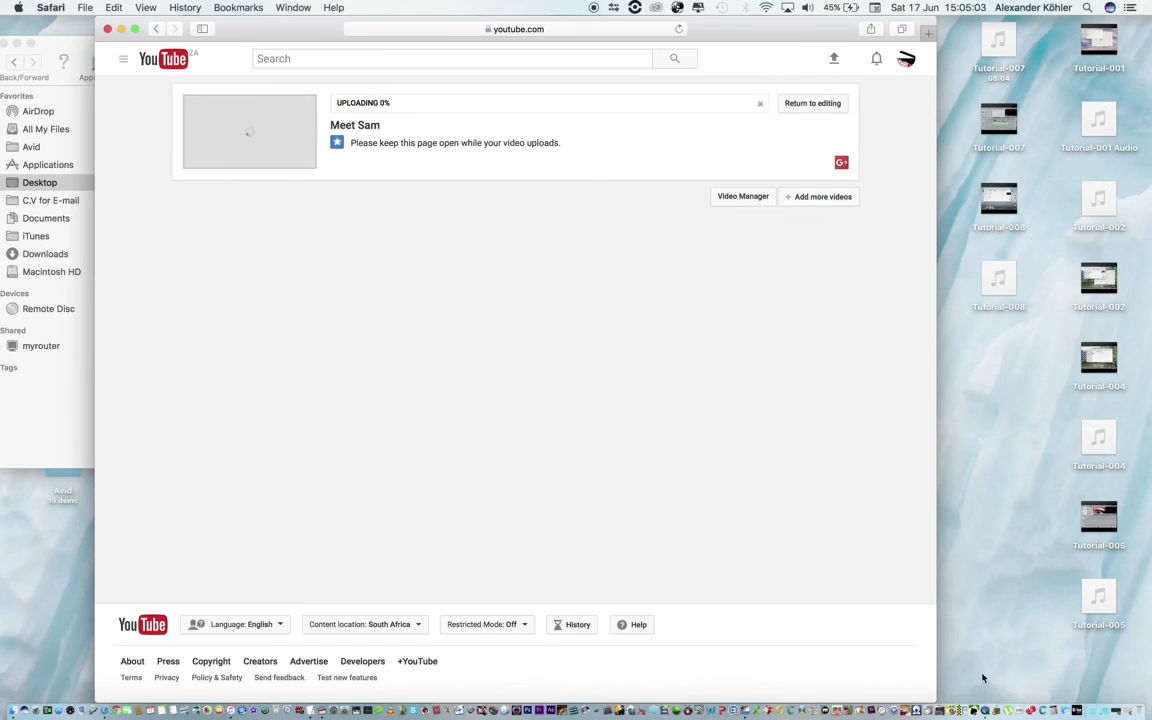 Safari File Edit View History Bookmarks Window Help 45% Sat 17 Jun 15:05:03 Alexander Köhler
youtube.com
Back/Forward
YouTube ZA
Search
Favorites
AirDrop
All My Files
Avid
Applications
Desktop
C.V for E-mail
Documents
iTunes
Downloads
Macintosh HD
Devices
Remote Disc
Shared
myrouter
Tags
Avid
19 items
UPLOADING 0%
Return to editing
Meet Sam
Please keep this page open while your video uploads.
G+
Video Manager
+ Add more videos
YouTube
Language: English
Content location: South Africa
Restricted Mode: Off
History
Help
About Press Copyright Creators Advertise Developers +YouTube
Terms Privacy Policy & Safety Send feedback Test new features
Tutorial-007
08:04
Tutorial-007
Tutorial-008
Tutorial-008
Tutorial-001
Tutorial-001 Audio
Tutorial-002
Tutorial-002
Tutorial-004
Tutorial-004
Tutorial-005
Tutorial-005